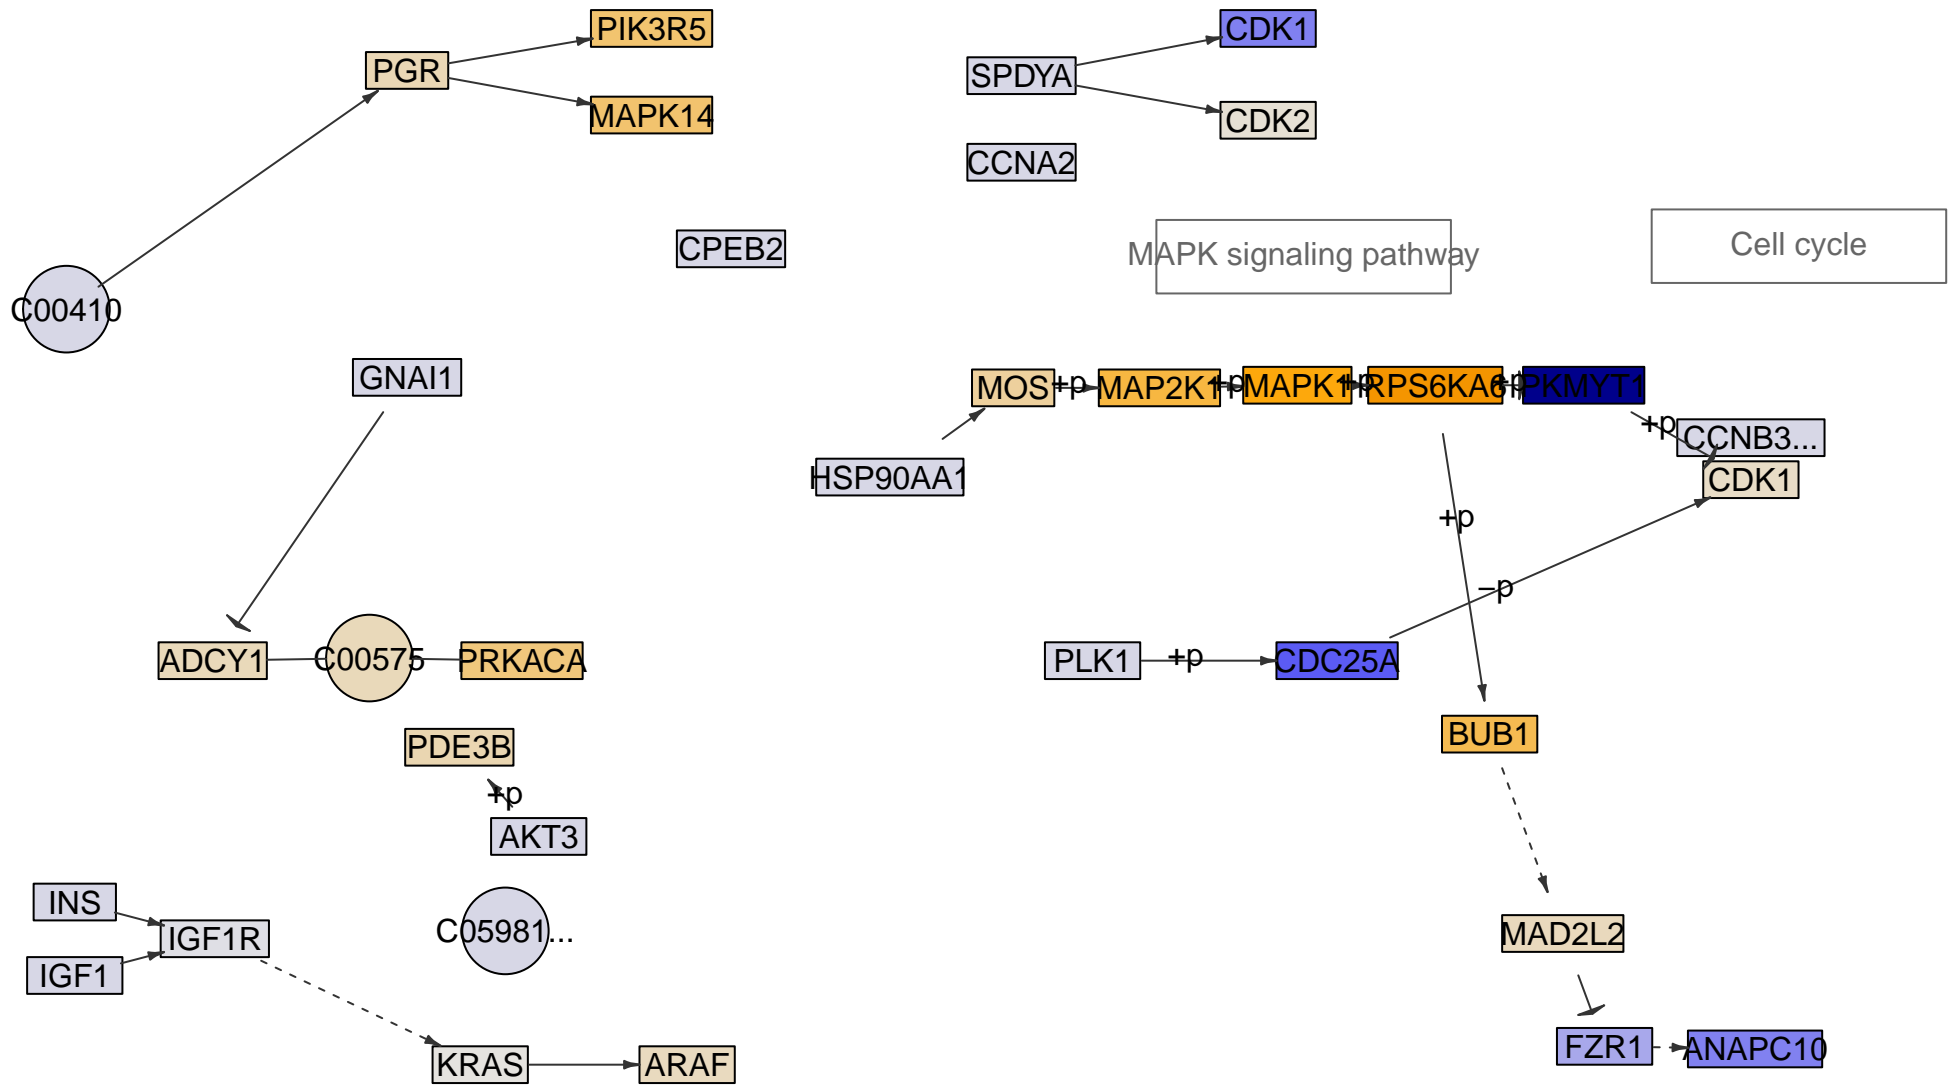 PIK3R5
CDK1
PGR
SPDYA
MAPK14
CDK2
CCNA2
CPEB2
MAPK signaling pathway
Cell cycle
C00410
GNAI1
MOS
+p
MAP2K1
+p
MAPK1
+p
RPS6KA6
+p
PKMYT1
+p
CCNB3...
HSP90AA1
CDK1
+p
−p
ADCY1
C00575
PRKACA
PLK1
+p
CDC25A
BUB1
PDE3B
+p
AKT3
INS
IGF1R
C05981...
MAD2L2
IGF1
KRAS
ARAF
FZR1
ANAPC10